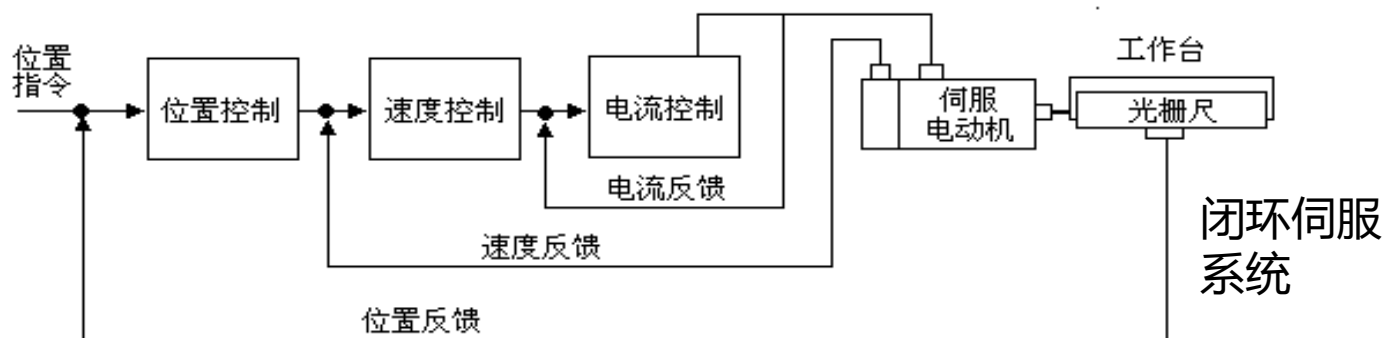 位置
指令
位置控制
速度控制
电流控制
伺服
电动机
工作台
光栅尺
电流反馈
速度反馈
位置反馈
闭环伺服
系统